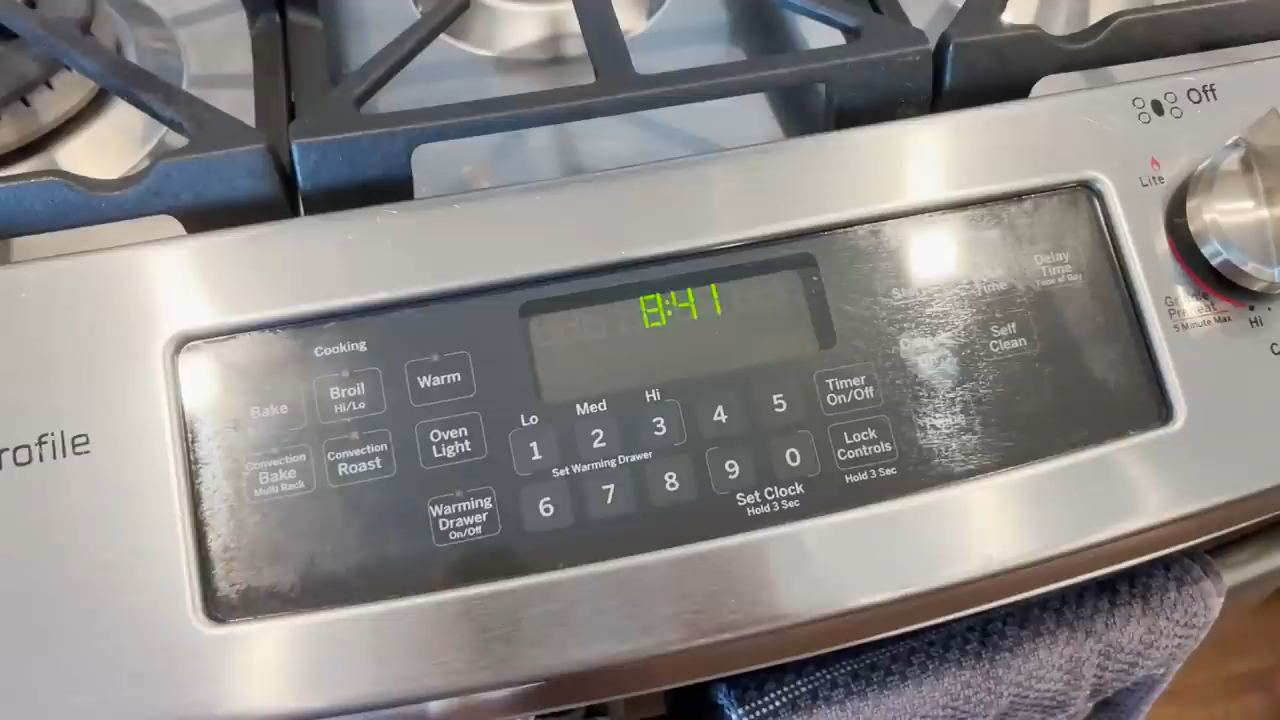 Off
Lite
8:41
Delay
Time
Time of Day
Time
Self
Clean
5 Minute Max
Hi
Cooking
Bake
Broil
Hi/Lo
Warm
Convection
Bake
Multi Rack
Convection
Roast
Oven
Light
Warming
Drawer
On/Off
Lo
Med
Hi
1
2
3
4
5
Set Warming Drawer
6
7
8
9
0
Set Clock
Hold 3 Sec
Timer
On/Off
Lock
Controls
Hold 3 Sec